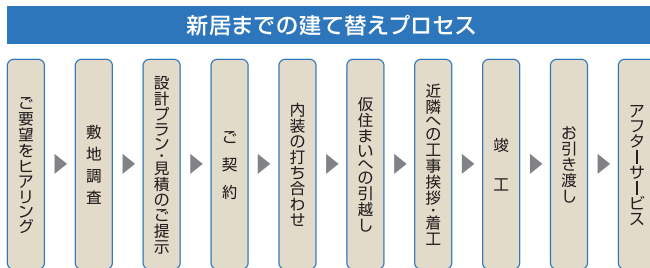 新居までの建て替えプロセス
ご要望をヒアリング
敷地調査
設計プラン・見積のご提示
ご契約
内装の打ち合わせ
仮住まいへの引越し
近隣への工事挨拶・着工
竣工
お引き渡し
アフターサービス